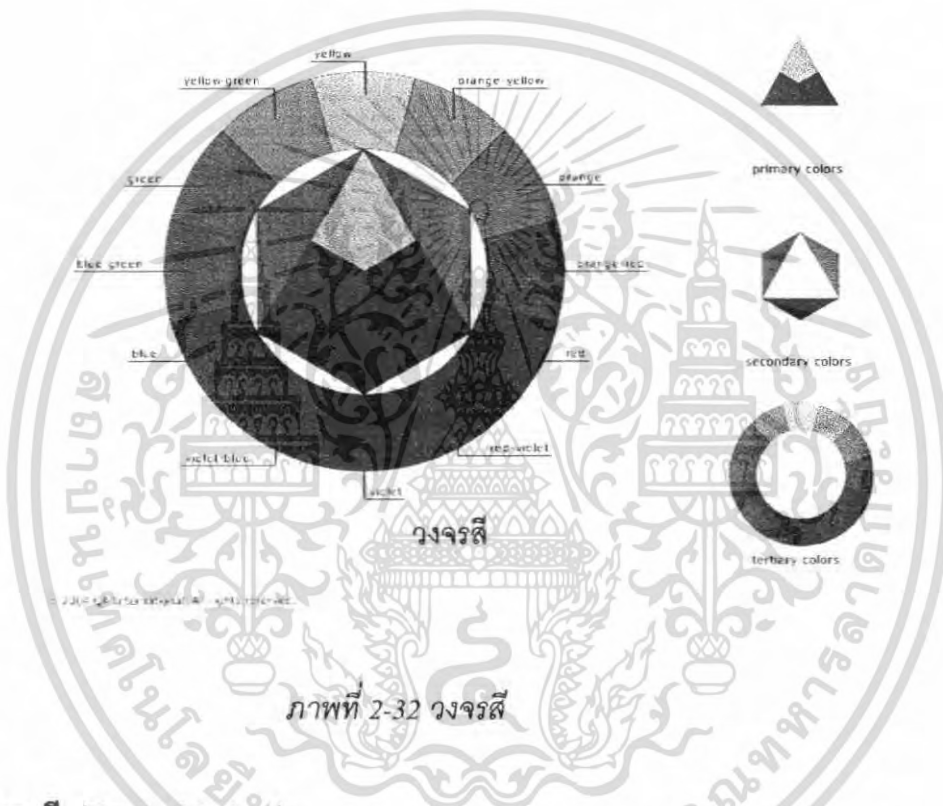 yellow
yellow-green
orange-yellow
green
orange
blue-green
orange-red
blue
red
violet-blue
red-violet
violet
วงจรสี
primary colors
secondary colors
tertiary colors
ภาพที่ 2-32 วงจรสี